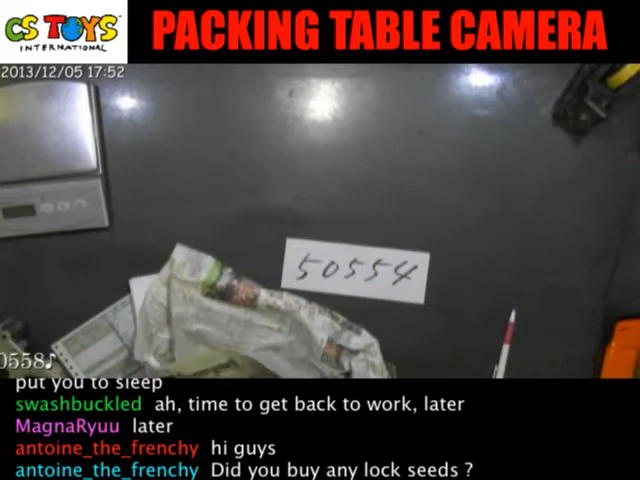 CS TOYS
INTERNATIONAL
PACKING TABLE CAMERA
2013/12/05 17:52
50554
0558♪
put you to sleep
swashbuckled ah, time to get back to work, later
MagnaRyuu later
antoine_the_frenchy hi guys
antoine_the_frenchy Did you buy any lock seeds ?